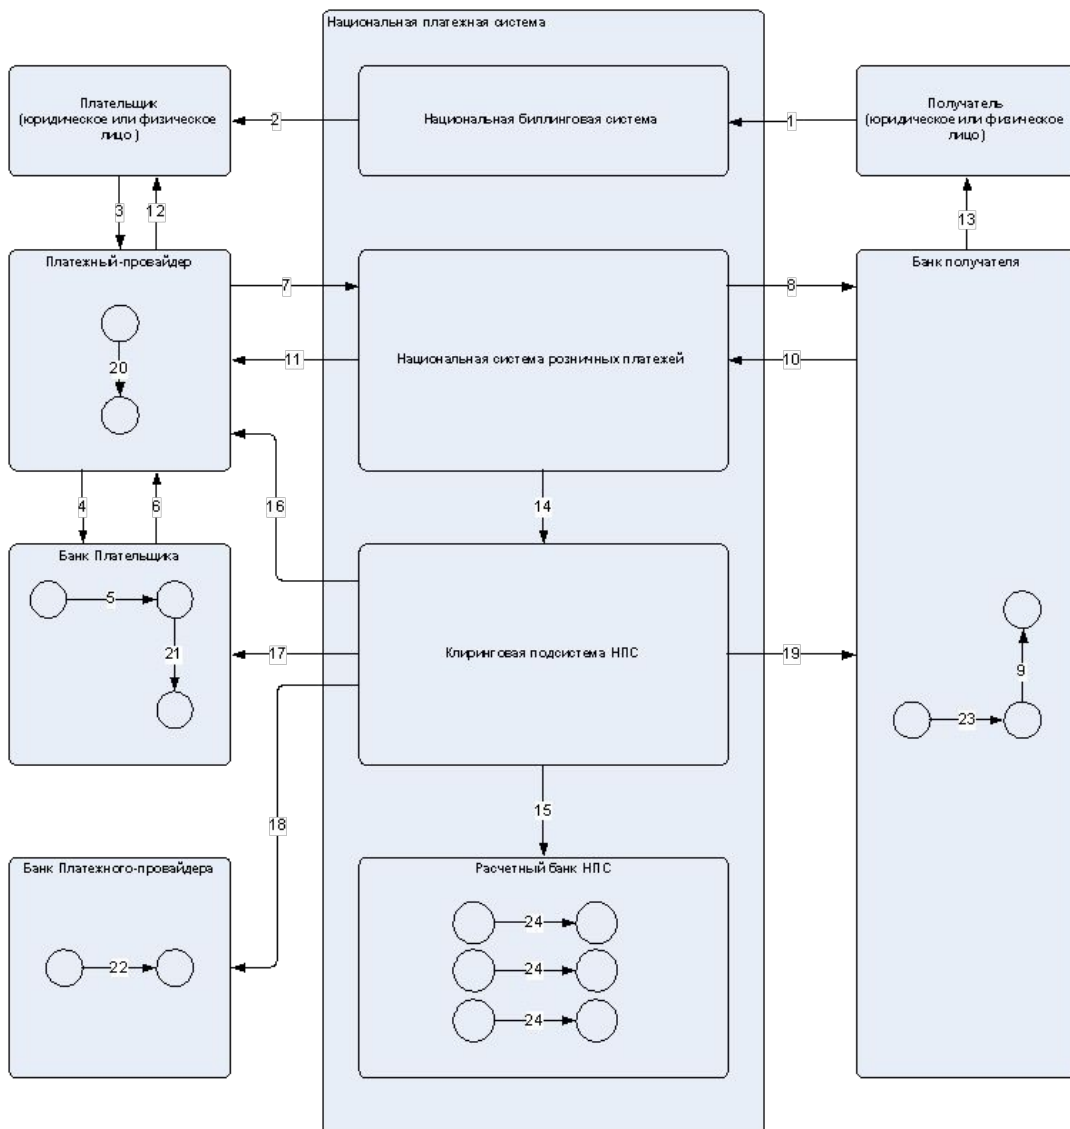 Национальная платежная система
Плательщик
(юридическое или физическое
лицо)
2
Национальная биллинговая система
1
Получатель
(юридическое или физическое
лицо)
3
12
13
Платежный-провайдер
20
7
11
Национальная система розничных платежей
8
10
Банк получателя
4
6
16
14
Банк Плательщика
5
21
17
Клиринговая подсистема НПС
19
9
23
18
15
Банк Платежного-провайдера
22
Расчетный банк НПС
24
24
24